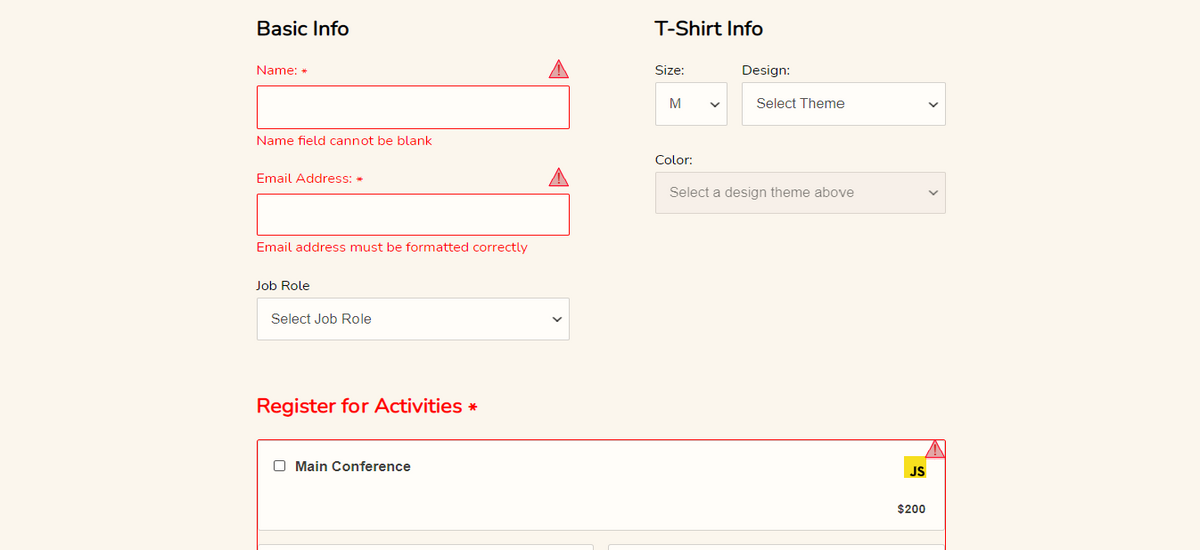 Basic Info
Name: *
Name field cannot be blank
Email Address: *
Email address must be formatted correctly
Job Role
Select Job Role
T-Shirt Info
Size: Design:
M Select Theme
Color:
Select a design theme above
Register for Activities *
Main Conference
JS
$200